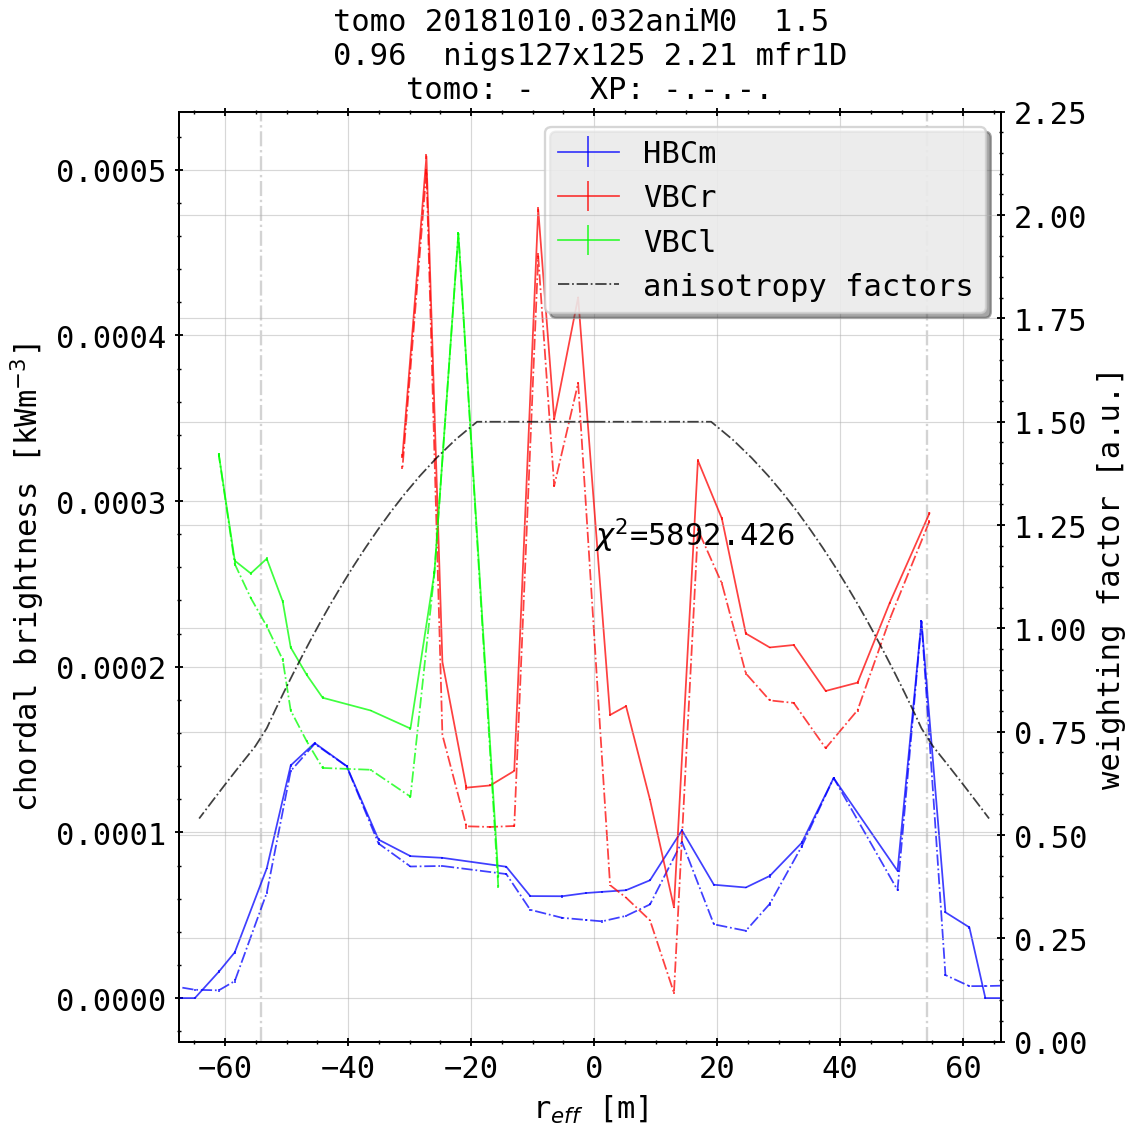 tomo 20181010.032aniM0  1.5
0.96  nigs127x125 2.21 mfr1D
tomo: -   XP: -.-.-.
HBCm
VBCr
VBCl
anisotropy factors
χ²=5892.426
chordal brightness [kWm⁻³]
0.0005
0.0004
0.0003
0.0002
0.0001
0.0000
2.25
2.00
1.75
1.50
1.25
1.00
0.75
0.50
0.25
0.00
weighting factor [a.u.]
−60 −40 −20 0 20 40 60
r_eff [m]